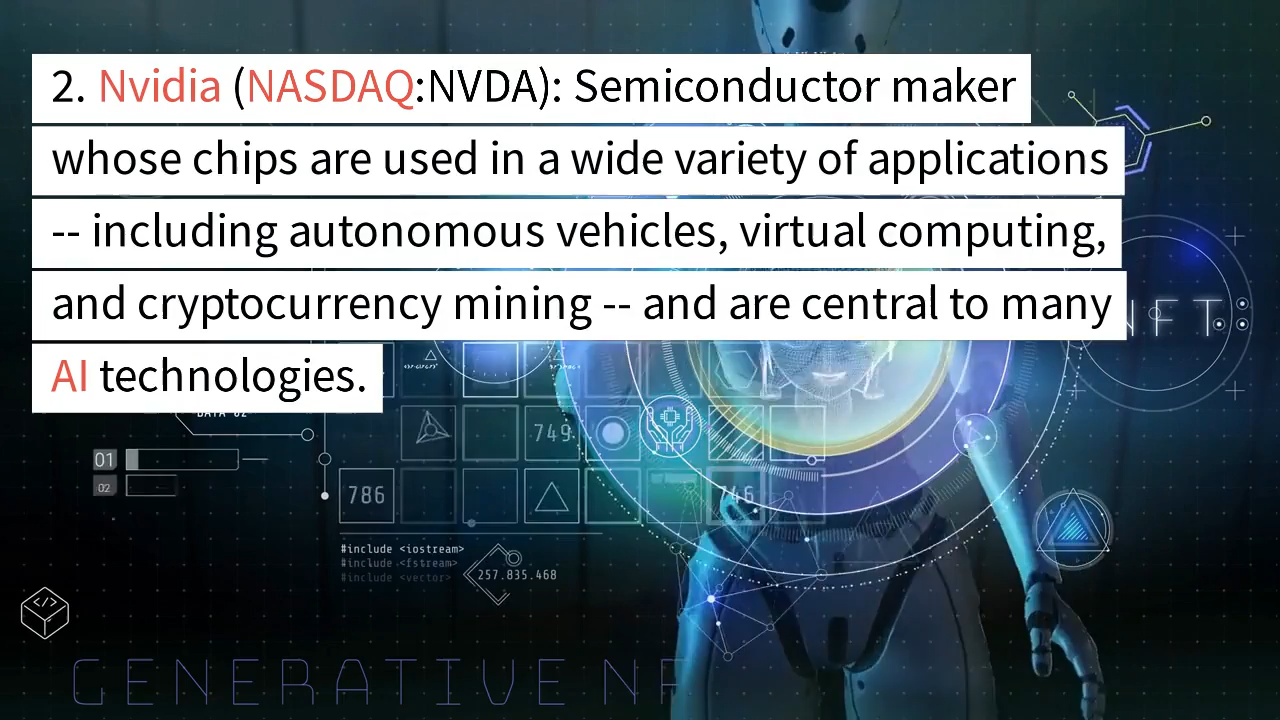 2. Nvidia (NASDAQ:NVDA): Semiconductor maker
whose chips are used in a wide variety of applications
-- including autonomous vehicles, virtual computing,
and cryptocurrency mining -- and are central to many
AI technologies.
NFT
DATA 02
749
01
02
786
746
#include <iostream>
#include <fstream>
#include <vector>
257.835.468
</>
GENERATIVE NF